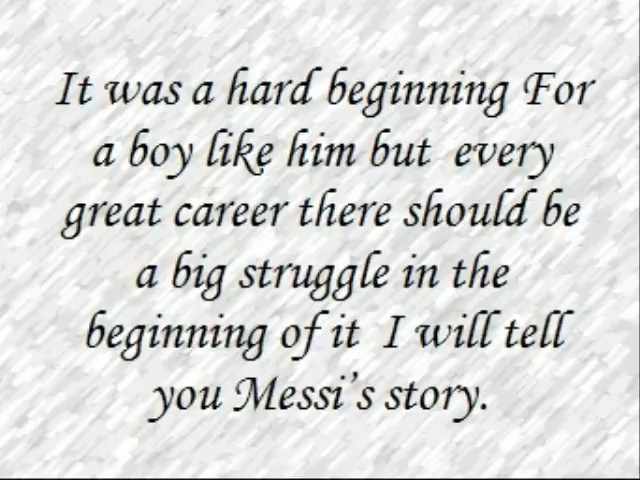 It was a hard beginning For
a boy like him but every
great career there should be
a big struggle in the
beginning of it I will tell
you Messi's story.